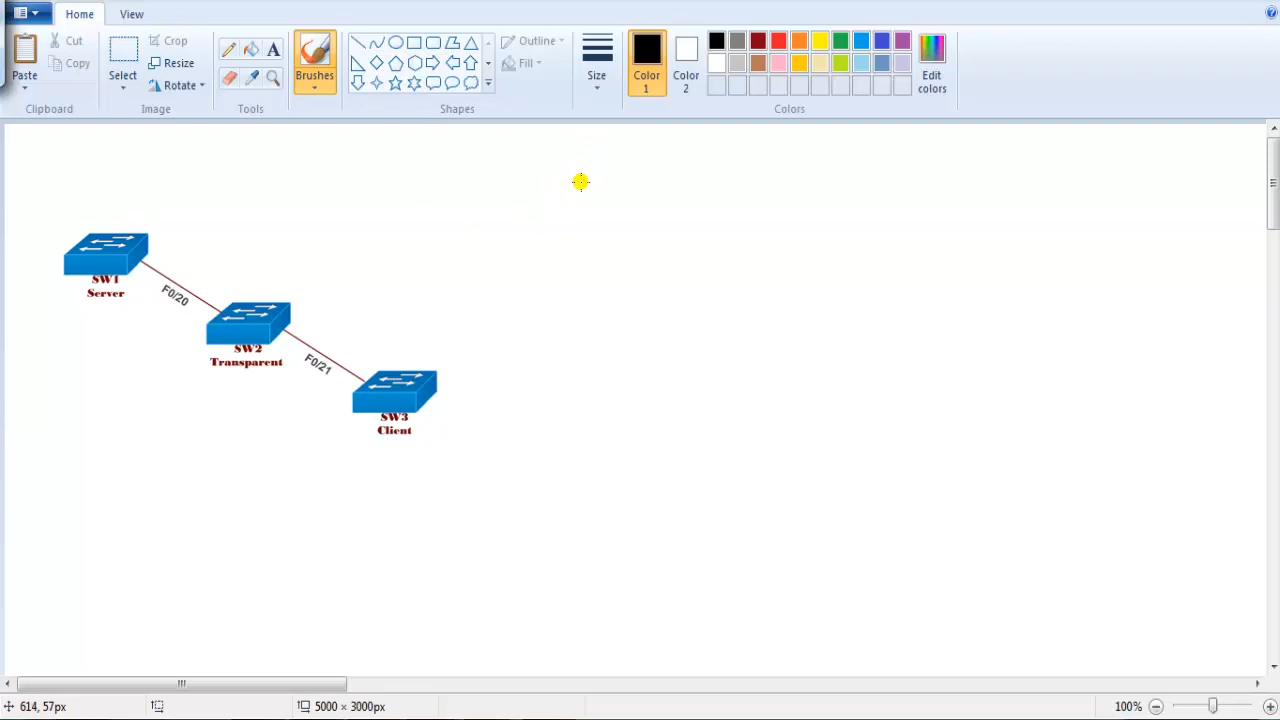 Home
View
Paste
Cut
Copy
Clipboard
Select
Crop
Resize
Rotate
Image
A
Tools
Brushes
Outline
Fill
Shapes
Size
Color
1
Color
2
Edit
colors
Colors
SW1
Server
F0/20
SW2
Transparent
F0/21
SW3
Client
614, 57px
5000 × 3000px
100%